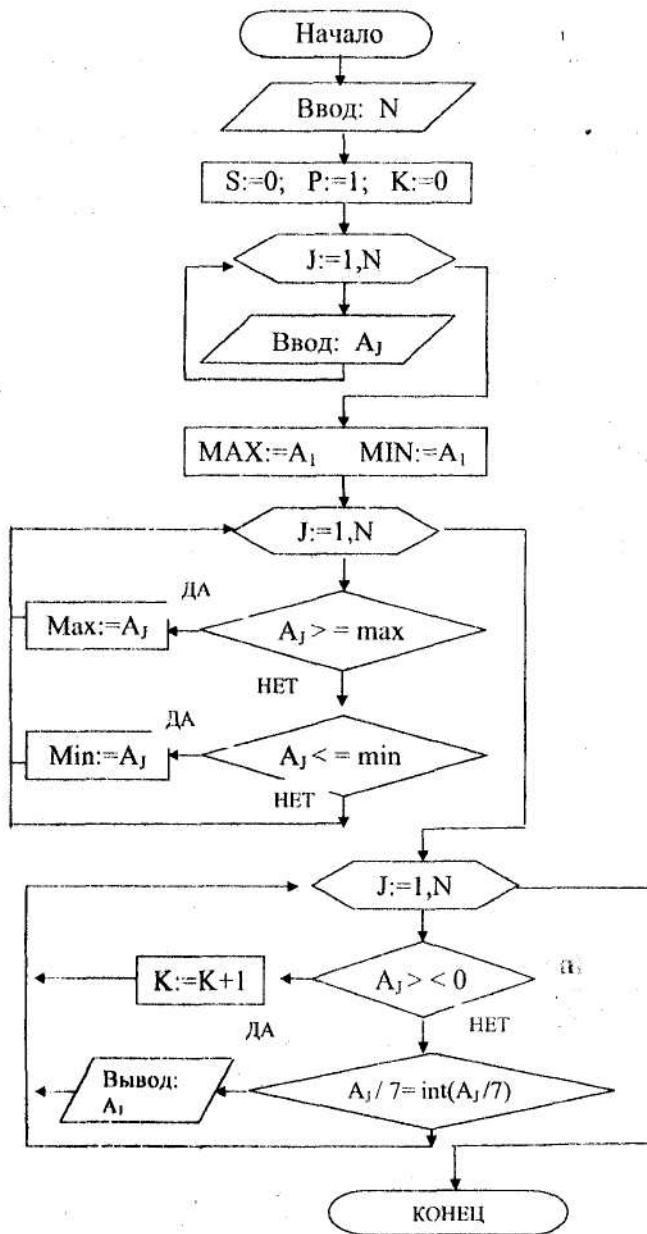 Начало
Ввод: N
S:=0; P:=1; K:=0
J:=1,N
Ввод: AJ
MAX:=A1 MIN:=A1
J:=1,N
ДА
Max:=AJ
AJ > = max
НЕТ
ДА
Min:=AJ
AJ < = min
НЕТ
J:=1,N
K:=K+1
AJ > < 0
ДА
НЕТ
Вывод:
AJ
AJ / 7= int(AJ /7)
КОНЕЦ